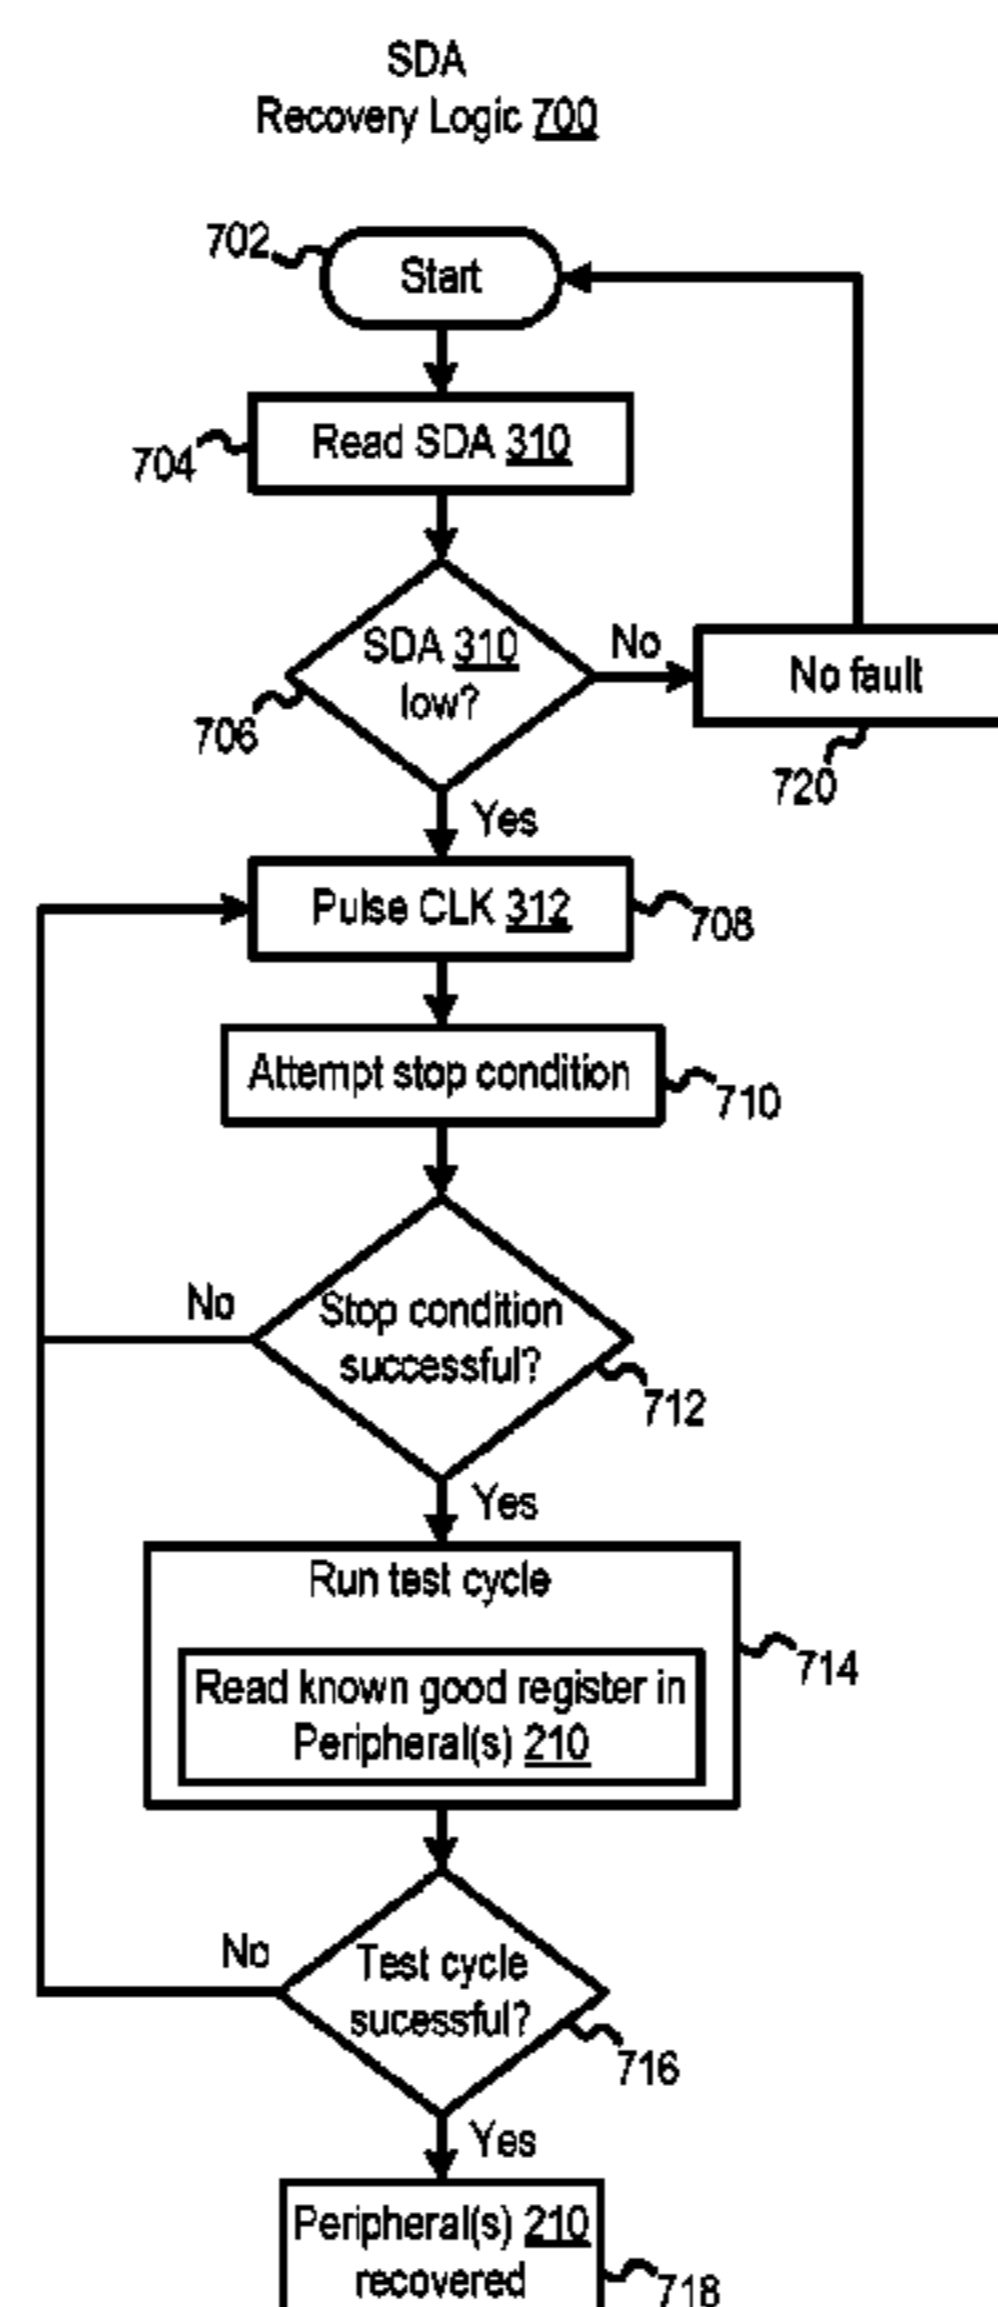 SDA
Recovery Logic 700
702
Start
704
Read SDA 310
SDA 310
low?
706
No
No fault
720
Yes
Pulse CLK 312
708
Attempt stop condition
710
No
Stop condition
successful?
712
Yes
Run test cycle
Read known good register in
Peripheral(s) 210
714
No
Test cycle
sucessful?
716
Yes
Peripheral(s) 210
recovered
718